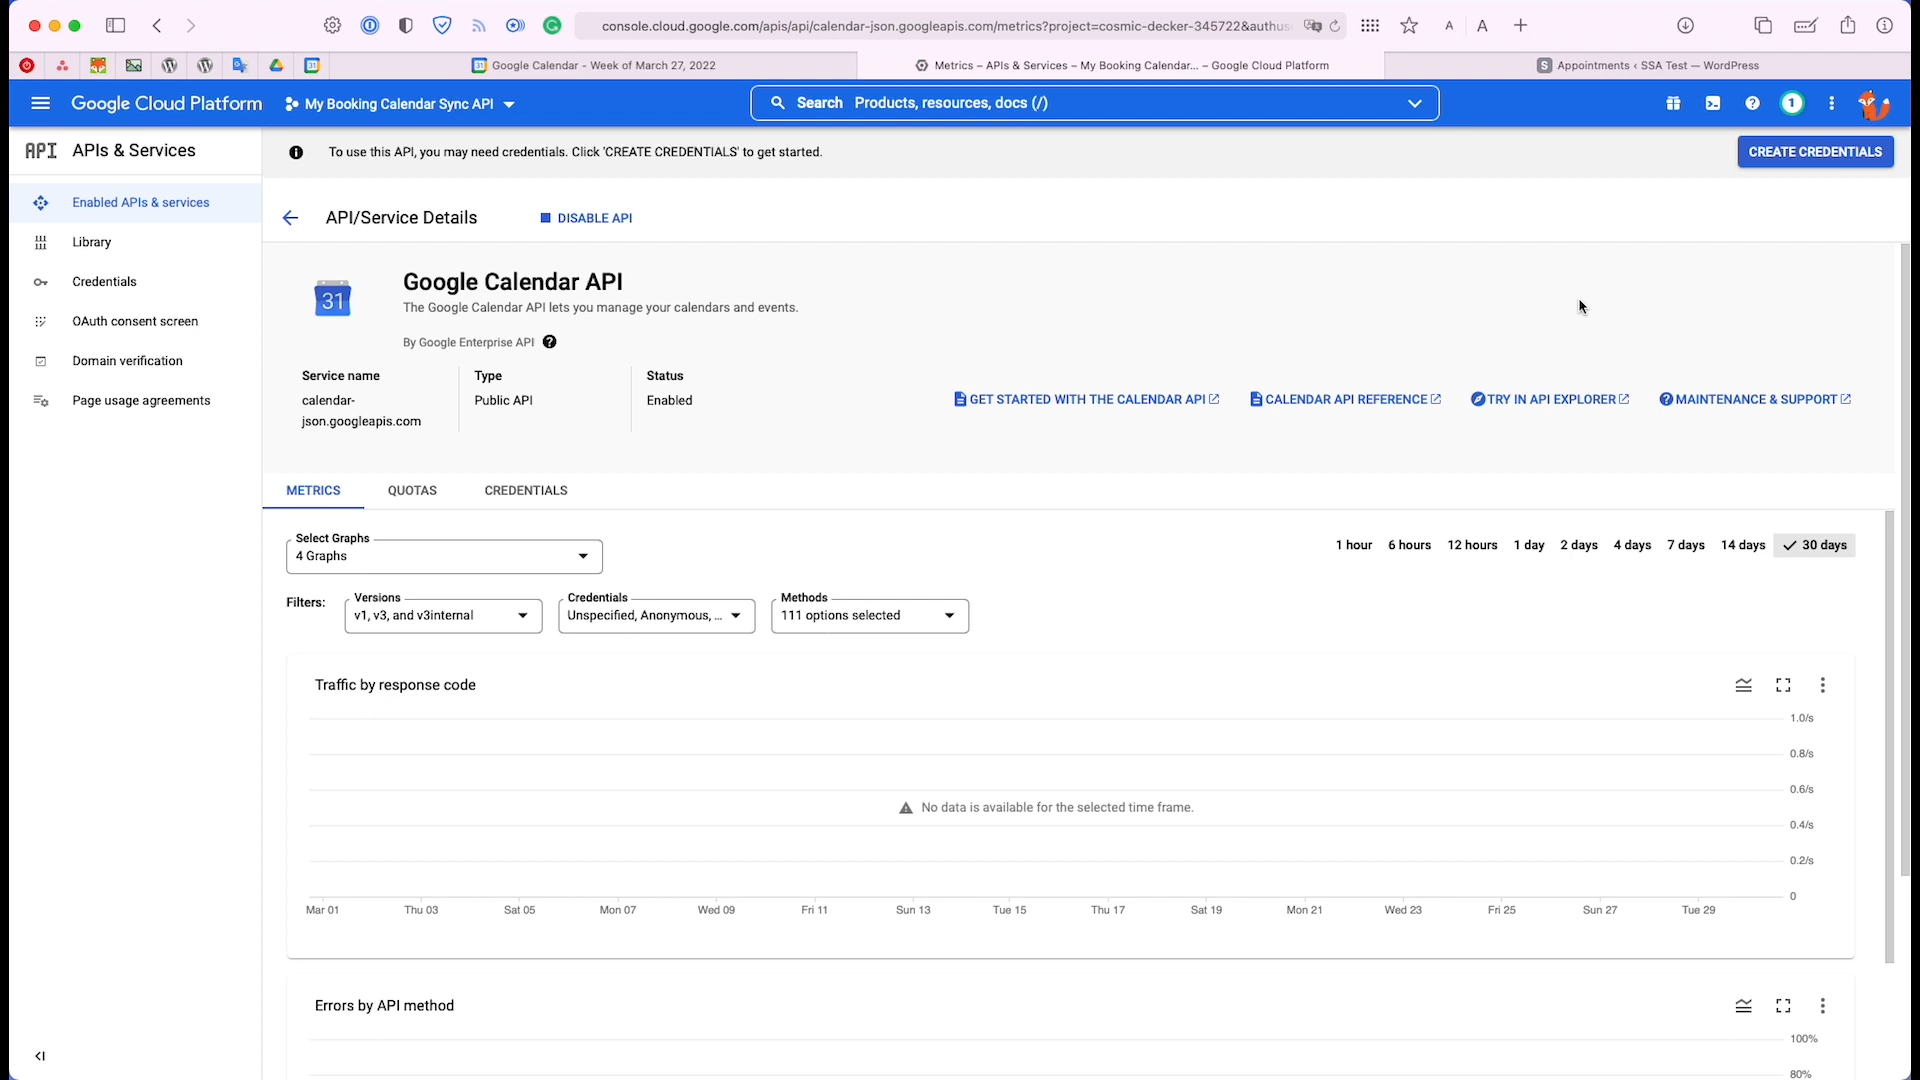 console.cloud.google.com/apis/api/calendar-json.googleapis.com/metrics?project=cosmic-decker-345722&authus
A A
31 Google Calendar - Week of March 27, 2022
Metrics – APIs & Services – My Booking Calendar... – Google Cloud Platform
S Appointments ‹ SSA Test — WordPress
Google Cloud Platform
My Booking Calendar Sync API
Search Products, resources, docs (/)
1
API APIs & Services
To use this API, you may need credentials. Click 'CREATE CREDENTIALS' to get started.
CREATE CREDENTIALS
Enabled APIs & services
Library
Credentials
OAuth consent screen
Domain verification
Page usage agreements
API/Service Details
DISABLE API
31
Google Calendar API
The Google Calendar API lets you manage your calendars and events.
By Google Enterprise API
Service name
calendar-
json.googleapis.com
Type
Public API
Status
Enabled
GET STARTED WITH THE CALENDAR API
CALENDAR API REFERENCE
TRY IN API EXPLORER
MAINTENANCE & SUPPORT
METRICS
QUOTAS
CREDENTIALS
Select Graphs
4 Graphs
1 hour 6 hours 12 hours 1 day 2 days 4 days 7 days 14 days 30 days
Filters:
Versions
v1, v3, and v3internal
Credentials
Unspecified, Anonymous, ...
Methods
111 options selected
Traffic by response code
1.0/s
0.8/s
0.6/s
No data is available for the selected time frame.
0.4/s
0.2/s
0
Mar 01 Thu 03 Sat 05 Mon 07 Wed 09 Fri 11 Sun 13 Tue 15 Thu 17 Sat 19 Mon 21 Wed 23 Fri 25 Sun 27 Tue 29
Errors by API method
100%
80%